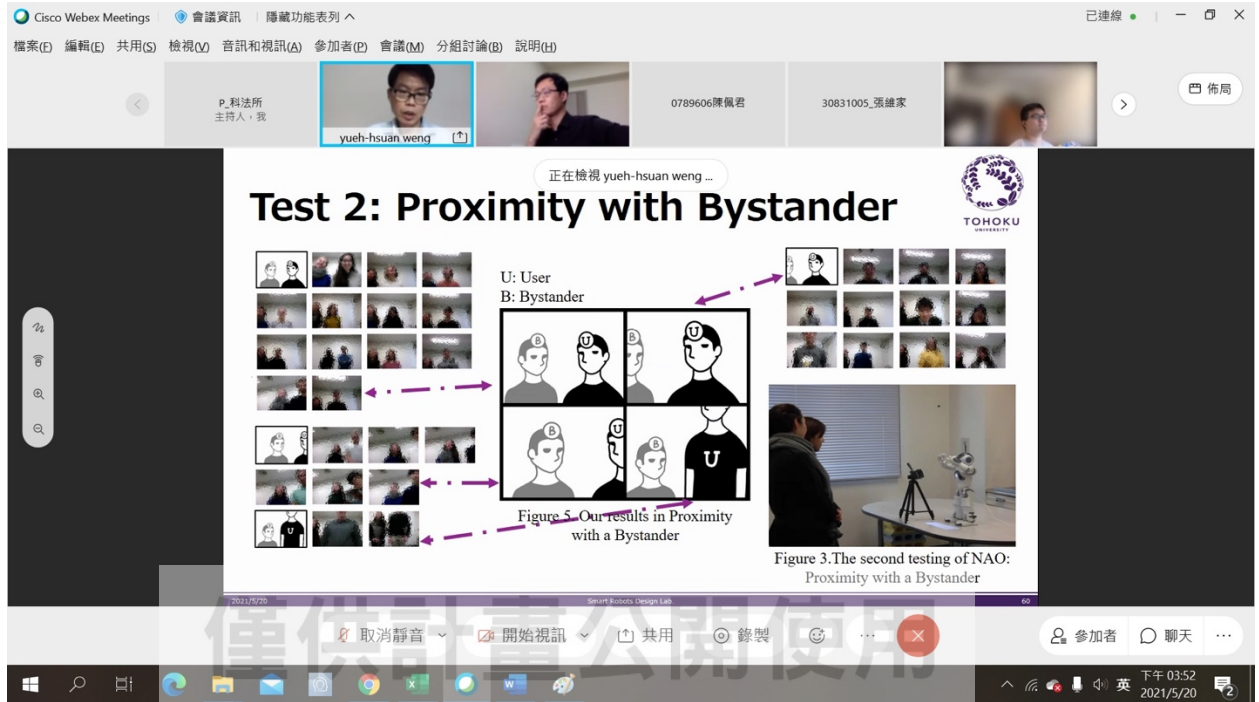 Cisco Webex Meetings
會議資訊
隱藏功能表列
已連線
檔案(F) 編輯(E) 共用(S) 檢視(V) 音訊和視訊(A) 參加者(P) 會議(M) 分組討論(B) 說明(H)
P_科法所
主持人,我
yueh-hsuan weng
0789606陳佩君
30831005_張維家
佈局
正在檢視 yueh-hsuan weng ...
Test 2: Proximity with Bystander
TOHOKU
UNIVERSITY
U: User
B: Bystander
B
U
B
U
B
U
B
U
U
Figure 5. Our results in Proximity
with a Bystander
Figure 3.The second testing of NAO:
Proximity with a Bystander
2021/5/20
Smart Robots Design Lab
60
僅供計畫公開使用
取消靜音
開始視訊
共用
錄製
參加者
聊天
英
下午 03:52
2021/5/20
2